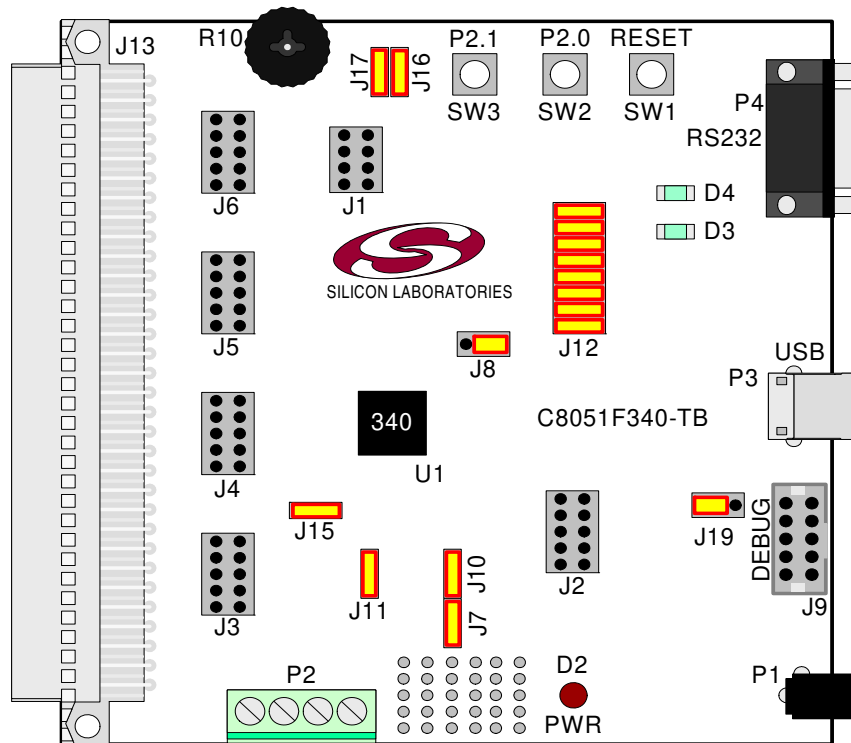 J13
R10
J17
J16
P2.1
P2.0
RESET
SW3
SW2
SW1
P4
RS232
J6
J1
D4
D3
SILICON LABORATORIES
J5
J8
J12
USB
P3
340
C8051F340-TB
U1
J4
J15
J19
DEBUG
J11
J10
J2
J9
J3
J7
P2
D2
P1
PWR